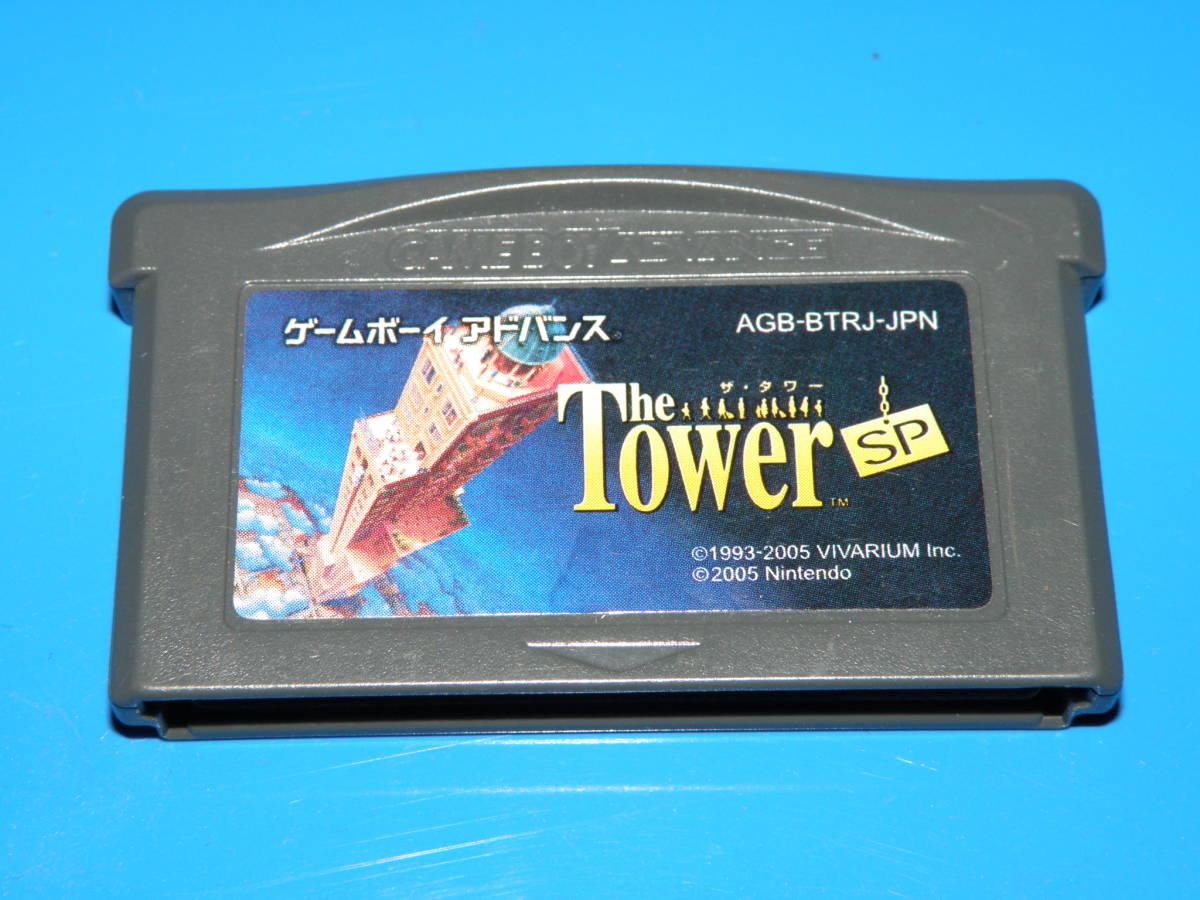 GAME BOY ADVANCE
ゲームボーイアドバンス
AGB-BTRJ-JPN
ザ・タワー
The
Tower SP
TM
©1993-2005 VIVARIUM Inc.
©2005 Nintendo